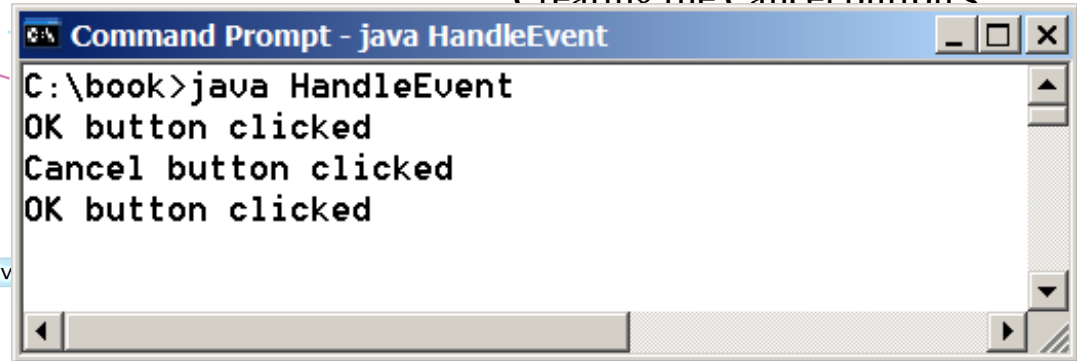 Command Prompt - java HandleEvent
C:\book>java HandleEvent
OK button clicked
Cancel button clicked
OK button clicked
v